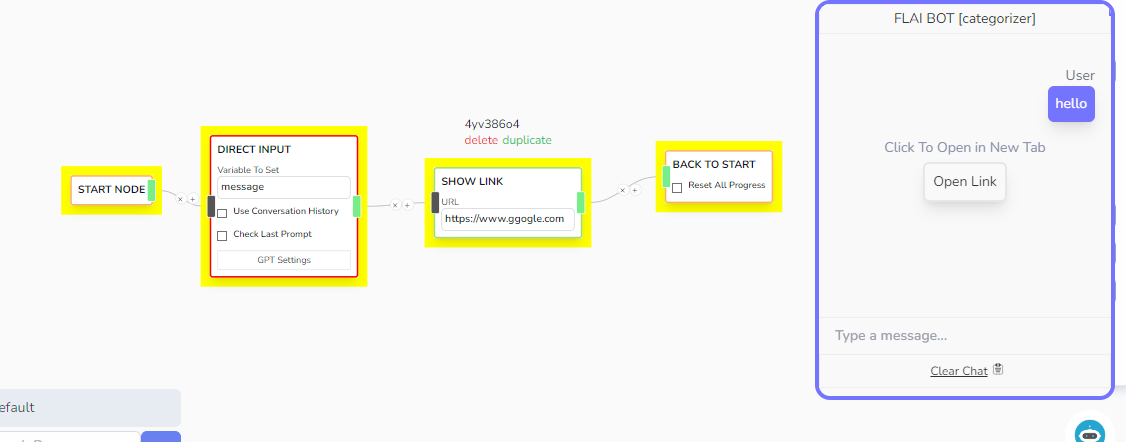 START NODE
DIRECT INPUT
Variable To Set
message
Use Conversation History
Check Last Prompt
GPT Settings
4yv386o4
delete duplicate
SHOW LINK
URL
https://www.ggogle.com
BACK TO START
Reset All Progress
FLAI BOT [categorizer]
User
hello
Click To Open in New Tab
Open Link
Type a message...
Clear Chat
efault